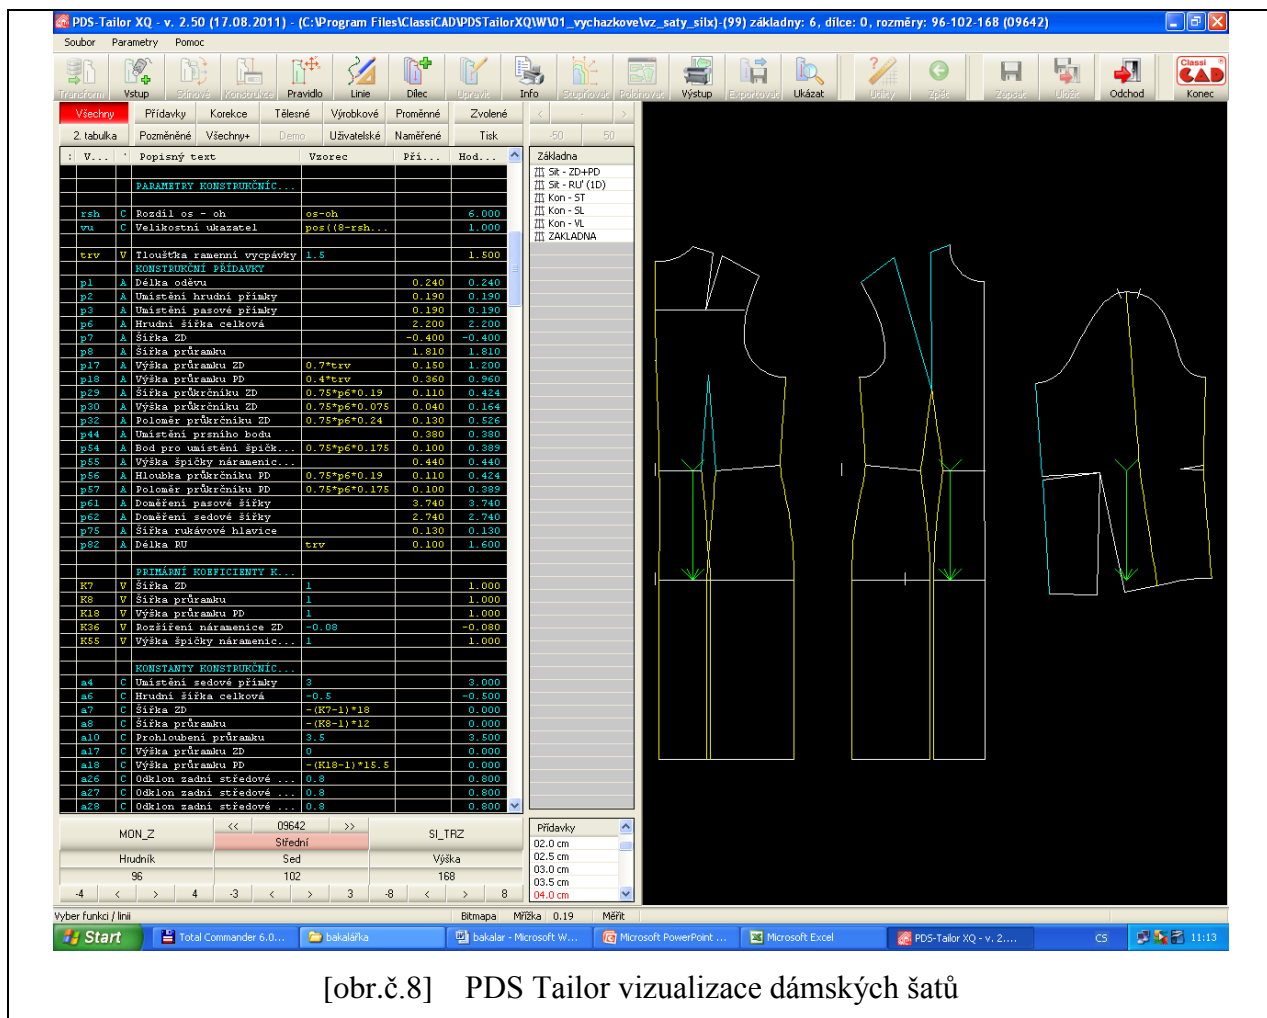 PDS-Tailor XQ - v. 2.50 (17.08.2011) - (C:\Program Files\ClassiCAD\PDSTailorXQ\W\01_vychazkove\vz_saty_silx)-(99) základny: 6, dílce: 0, rozměry: 96-102-168 (09642)
Soubor Parametry Pomoc
Transform Vstup Síťové Konstrukce Pravidlo Linie Dílec Upravit Info Stupňovat Polohovat Výstup Exportovat Ukázat Utility Zpět Zepsat Uložit Odchod Konec
Classi CAD
Všechny Přídavky Korekce Tělesné Výrobkové Proměnné Zvolené < - >
2. tabulka Pozměněné Všechny+ Demo Uživatelské Naměřené Tisk -50 50
: V... ' Popisný text Vzorec Pří... Hod...
PARAMETRY KONSTRUKČNÍC...
rsh C Rozdíl os - oh os-oh 6.000
vu C Velikostní ukazatel pos((8-rsh... 1.000
trv V Tloušťka ramenní vycpávky 1.5 1.500
KONSTRUKČNÍ PŘÍDAVKY
p1 A Délka oděvu 0.240 0.240
p2 A Umístění hrudní přímky 0.190 0.190
p3 A Umístění pasové přímky 0.190 0.190
p6 A Hrudní šířka celková 2.200 2.200
p7 A Šířka ZD -0.400 -0.400
p8 A Šířka průramku 1.810 1.810
p17 A Výška průramku ZD 0.7*trv 0.150 1.200
p18 A Výška průramku PD 0.4*trv 0.360 0.960
p29 A Šířka průkrčníku ZD 0.75*p6*0.19 0.110 0.424
p30 A Výška průkrčníku ZD 0.75*p6*0.075 0.040 0.164
p32 A Poloměr průkrčníku ZD 0.75*p6*0.24 0.130 0.526
p44 A Umístění prsního bodu 0.380 0.380
p54 A Bod pro umístění špičk... 0.75*p6*0.175 0.100 0.389
p55 A Výška špičky náramenic... 0.440 0.440
p56 A Hloubka průkrčníku PD 0.75*p6*0.19 0.110 0.424
p57 A Poloměr průkrčníku PD 0.75*p6*0.175 0.100 0.389
p61 A Doměření pasové šířky 3.740 3.740
p62 A Doměření sedové šířky 2.740 2.740
p75 A Šířka rukávové hlavice 0.130 0.130
p82 A Délka RU trv 0.100 1.600
PRIMÁRNÍ KOEFICIENTY K...
K7 V Šířka ZD 1 1.000
K8 V Šířka průramku 1 1.000
K18 V Výška průramku PD 1 1.000
K36 V Rozšíření náramenice ZD -0.08 -0.080
K55 V Výška špičky náramenic... 1 1.000
KONSTANTY KONSTRUKČNÍC...
a4 C Umístění sedové přímky 3 3.000
a6 C Hrudní šířka celková -0.5 -0.500
a7 C Šířka ZD -(K7-1)*18 0.000
a8 C Šířka průramku -(K8-1)*12 0.000
a10 C Prohloubení průramku 3.5 3.500
a17 C Výška průramku ZD 0 0.000
a18 C Výška průramku PD -(K18-1)*15.5 0.000
a26 C Odklon zadní středové ... 0.8 0.800
a27 C Odklon zadní středové ... 0.8 0.800
a28 C Odklon zadní středové ... 0.8 0.800
Základna
Sit - ZD+PD
Sit - RU' (1D)
Kon - ST
Kon - SL
Kon - VL
ZAKLADNA
MON_Z << 09642 >> SI_TRZ
Střední
Hrudník Sed Výška
96 102 168
-4 < > 4 -3 < > 3 -8 < > 8
Přídavky
02.0 cm
02.5 cm
03.0 cm
03.5 cm
04.0 cm
Vyber funkci / linii Bitmapa Mřížka 0.19 Měřit
Start Total Commander 6.0... bakalářka bakalar - Microsoft W... Microsoft PowerPoint ... Microsoft Excel PDS-Tailor XQ - v. 2.... CS 11:13
[obr.č.8] PDS Tailor vizualizace dámských šatů